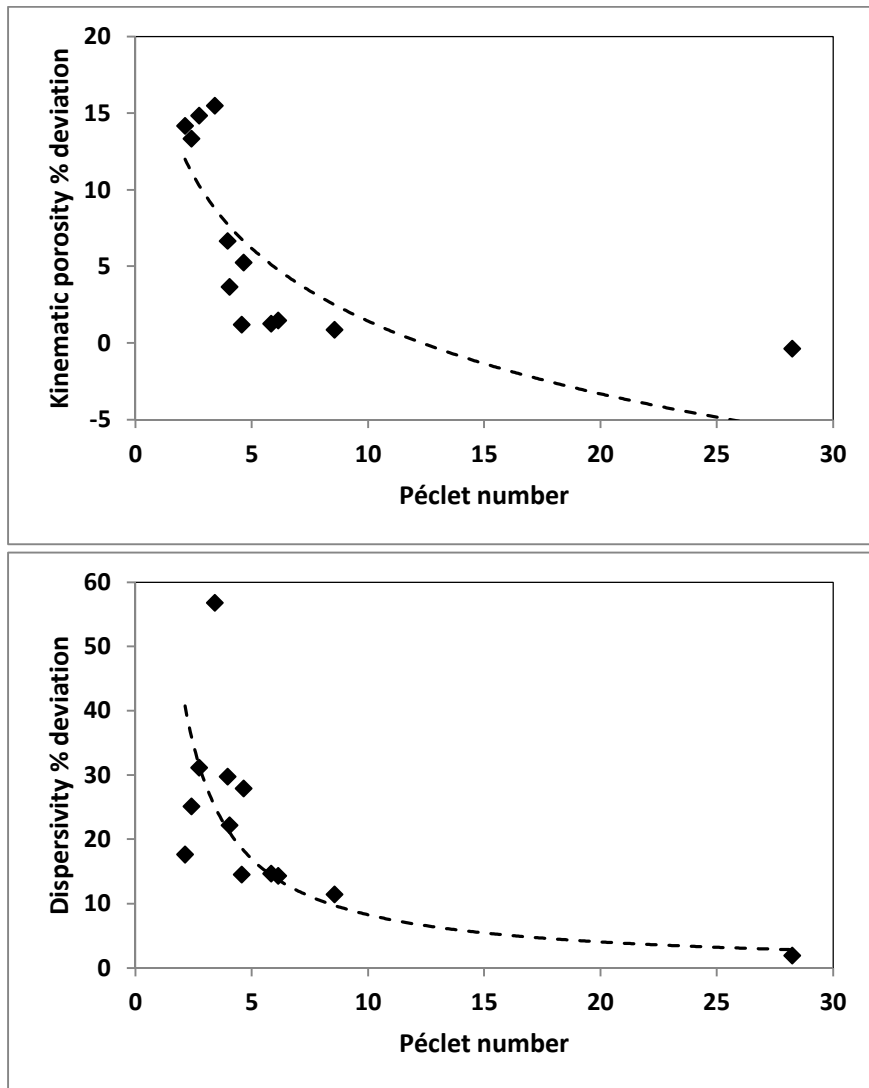 Kinematic porosity % deviation
20
15
10
5
0
-5
0 5 10 15 20 25 30
Péclet number
Dispersivity % deviation
60
50
40
30
20
10
0
0 5 10 15 20 25 30
Péclet number